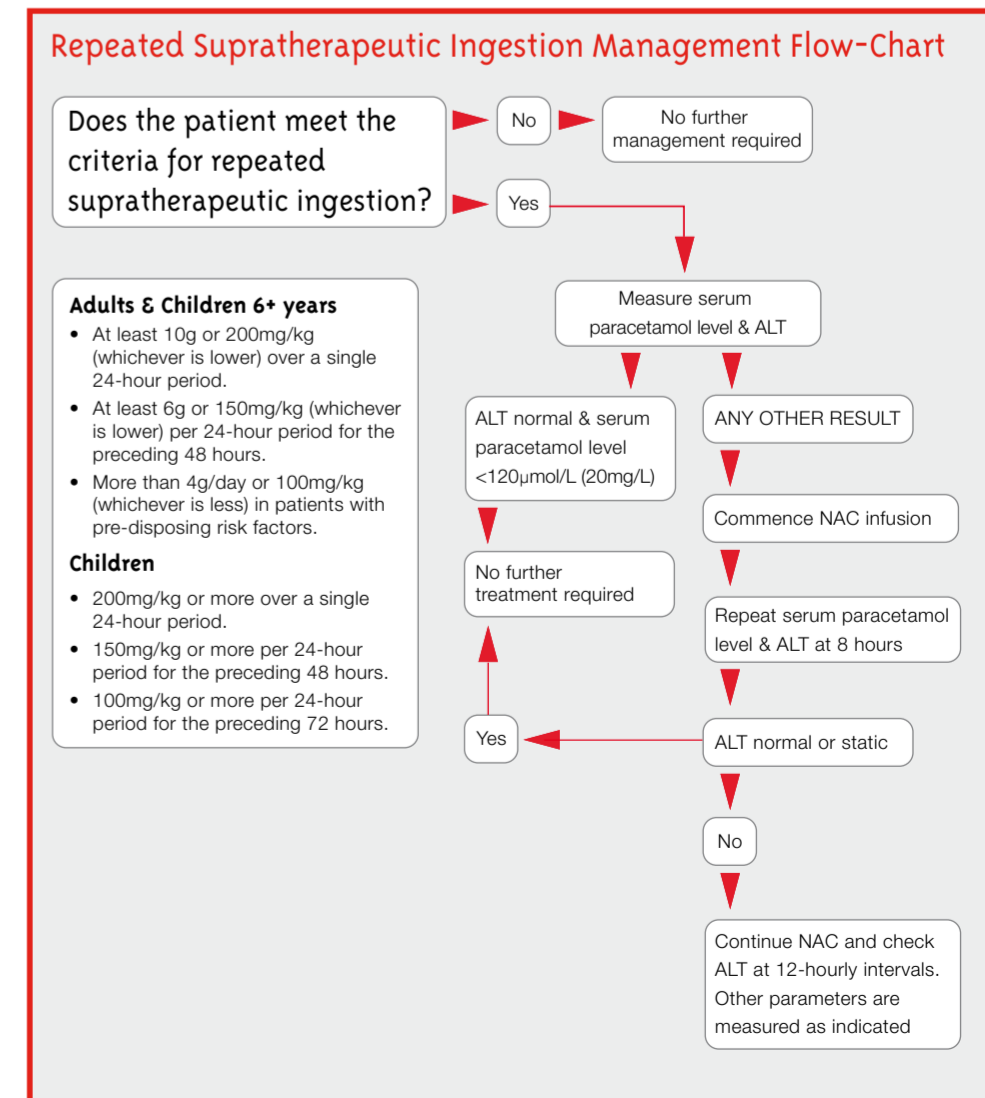 Repeated Supratherapeutic Ingestion Management Flow-Chart
Does the patient meet the
criteria for repeated
supratherapeutic ingestion?
No
No further
management required
Yes
Measure serum
paracetamol level & ALT
Adults & Children 6+ years
• At least 10g or 200mg/kg
(whichever is lower) over a single
24-hour period.
• At least 6g or 150mg/kg (whichever
is lower) per 24-hour period for the
preceding 48 hours.
• More than 4g/day or 100mg/kg
(whichever is less) in patients with
pre-disposing risk factors.
Children
• 200mg/kg or more over a single
24-hour period.
• 150mg/kg or more per 24-hour
period for the preceding 48 hours.
• 100mg/kg or more per 24-hour
period for the preceding 72 hours.
ALT normal & serum
paracetamol level
<120µmol/L (20mg/L)
No further
treatment required
ANY OTHER RESULT
Commence NAC infusion
Repeat serum paracetamol
level & ALT at 8 hours
ALT normal or static
Yes
No
Continue NAC and check
ALT at 12-hourly intervals.
Other parameters are
measured as indicated